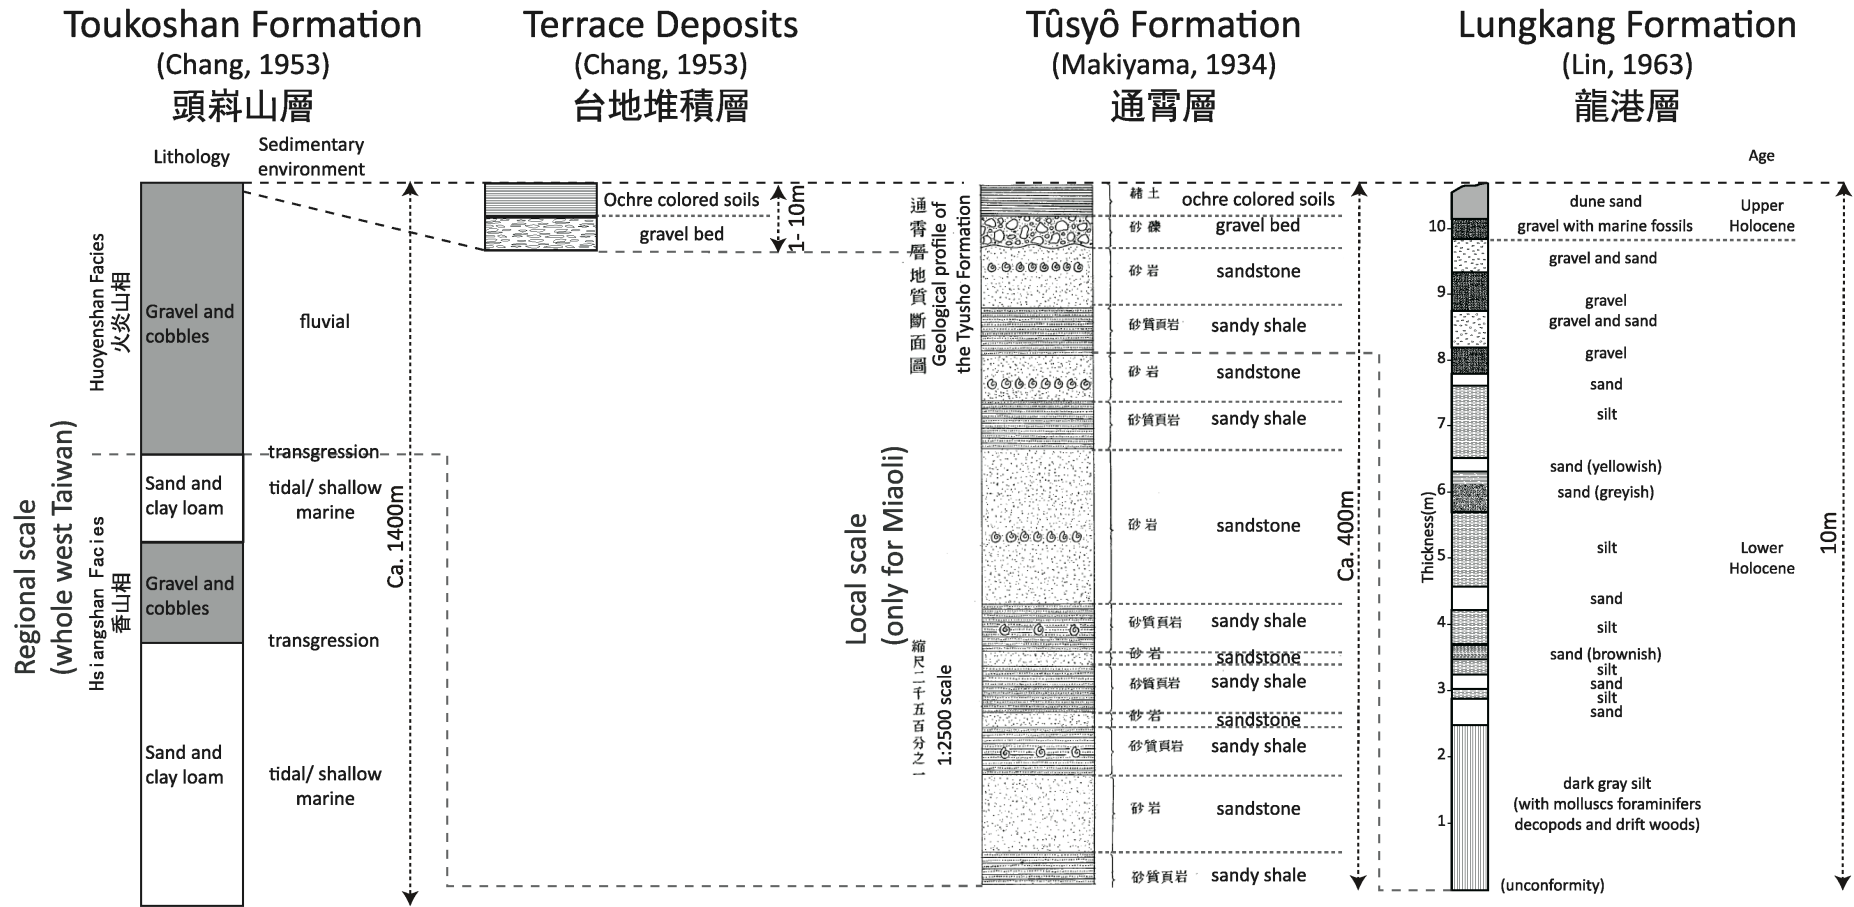 Toukoshan Formation
(Chang, 1953)
頭嵙山層
Terrace Deposits
(Chang, 1953)
台地堆積層
Tûsyô Formation
(Makiyama, 1934)
通霄層
Lungkang Formation
(Lin, 1963)
龍港層
Regional scale
(whole west Taiwan)
Huoyenshan Facies
火炎山相
Hsiangshan Facies
香山相
Lithology
Sedimentary
environment
Gravel and
cobbles
fluvial
transgression
Sand and
clay loam
tidal/ shallow
marine
Gravel and
cobbles
transgression
Sand and
clay loam
tidal/ shallow
marine
Ca. 1400m
Ochre colored soils
gravel bed
1- 10m
Local scale
(only for Miaoli)
通霄層地質斷面圖
Geological profile of
the Tyusho Formation
縮尺二千五百分之一
1:2500 scale
赭土 ochre colored soils
砂礫 gravel bed
砂岩 sandstone
砂質頁岩 sandy shale
砂岩 sandstone
砂質頁岩 sandy shale
砂岩 sandstone
砂質頁岩 sandy shale
砂岩 sandstone
砂質頁岩 sandy shale
砂岩 sandstone
砂質頁岩 sandy shale
砂岩 sandstone
砂質頁岩 sandy shale
Ca. 400m
Thickness(m)
10
9
8
7
6
5
4
3
2
1
dune sand
gravel with marine fossils
gravel and sand
gravel
gravel and sand
gravel
sand
silt
sand (yellowish)
sand (greyish)
silt
sand
silt
sand (brownish)
silt
sand
silt
sand
dark gray silt
(with molluscs foraminifers
decopods and drift woods)
(unconformity)
Age
Upper
Holocene
Lower
Holocene
10m